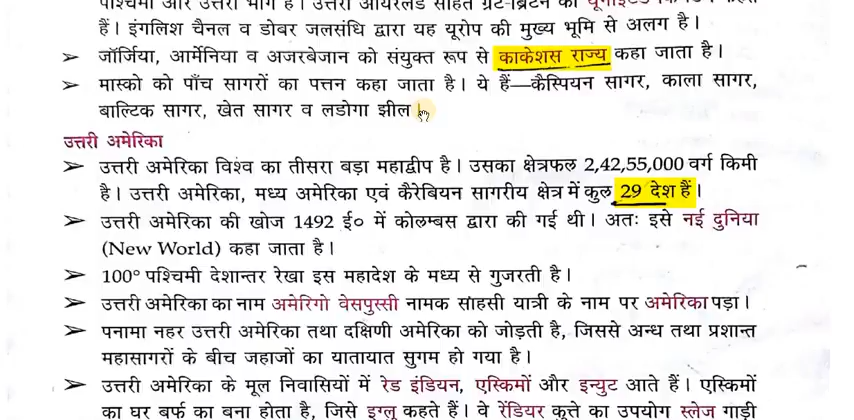 पश्चिमी और उत्तरी भाग है। उत्तरी आयरलैंड सहित ग्रेट-ब्रिटेन को
हैं। इंगलिश चैनल व डोबर जलसंधि द्वारा यह यूरोप की मुख्य भूमि से अलग है।
➢ जॉर्जिया, आर्मेनिया व अजरबेजान को संयुक्त रूप से काकेशस राज्य कहा जाता है।
➢ मास्को को पाँच सागरों का पत्तन कहा जाता है। ये हैं—कैस्पियन सागर, काला सागर,
बाल्टिक सागर, खेत सागर व लडोगा झील।
उत्तरी अमेरिका
➢ उत्तरी अमेरिका विश्व का तीसरा बड़ा महाद्वीप है। उसका क्षेत्रफल 2,42,55,000 वर्ग किमी
है। उत्तरी अमेरिका, मध्य अमेरिका एवं कैरेबियन सागरीय क्षेत्र में कुल 29 देश हैं।
➢ उत्तरी अमेरिका की खोज 1492 ई० में कोलम्बस द्वारा की गई थी। अतः इसे नई दुनिया
(New World) कहा जाता है।
➢ 100° पश्चिमी देशान्तर रेखा इस महादेश के मध्य से गुजरती है।
➢ उत्तरी अमेरिका का नाम अमेरिगो वेसपुस्सी नामक साहसी यात्री के नाम पर अमेरिका पड़ा।
➢ पनामा नहर उत्तरी अमेरिका तथा दक्षिणी अमेरिका को जोड़ती है, जिससे अन्ध तथा प्रशान्त
महासागरों के बीच जहाजों का यातायात सुगम हो गया है।
➢ उत्तरी अमेरिका के मूल निवासियों में रेड इंडियन, एस्किमों और इन्युट आते हैं। एस्किमों
का घर बर्फ का बना होता है, जिसे इग्लू कहते हैं। वे रेंडियर कुत्ते का उपयोग स्लेज गाड़ी